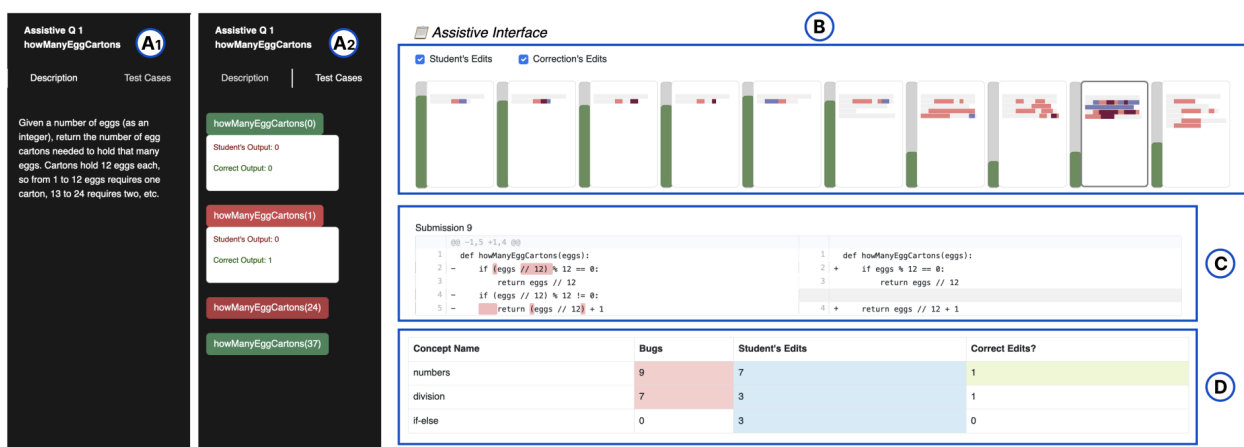 Assistive Q 1
howManyEggCartons
A1
Description
Test Cases
Given a number of eggs (as an
integer), return the number of egg
cartons needed to hold that many
eggs. Cartons hold 12 eggs each,
so from 1 to 12 eggs requires one
carton, 13 to 24 requires two, etc.
Assistive Q 1
howManyEggCartons
A2
Description
Test Cases
howManyEggCartons(0)
Student's Output: 0
Correct Output: 0
howManyEggCartons(1)
Student's Output: 0
Correct Output: 1
howManyEggCartons(24)
howManyEggCartons(37)
Assistive Interface
B
Student's Edits
Correction's Edits
Submission 9
@@ -1,5 +1,4 @@
1 def howManyEggCartons(eggs):
2 - if (eggs // 12) % 12 == 0:
3 return eggs // 12
4 - if (eggs // 12) % 12 != 0:
5 - return (eggs // 12) + 1
1 def howManyEggCartons(eggs):
2 + if eggs % 12 == 0:
3 return eggs // 12
4 + return eggs // 12 + 1
C
Concept Name Bugs Student's Edits Correct Edits?
numbers 9 7 1
division 7 3 1
if-else 0 3 0
D